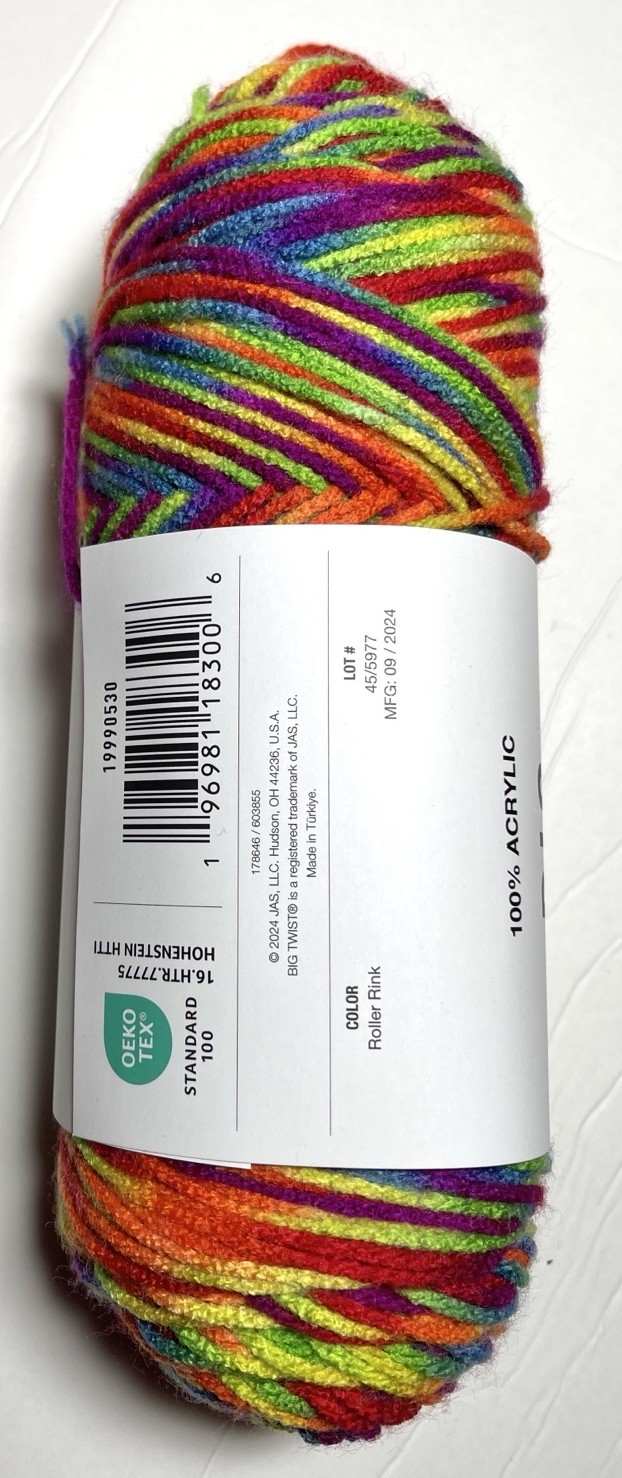 19990530
1 96981 18300 6
OEKO
TEX®
STANDARD
100
16.HTR.77775
HOHENSTEIN HTTI
178646 / 603855
© 2024 JAS, LLC. Hudson, OH 44236, U.S.A.
BIG TWIST® is a registered trademark of JAS, LLC.
Made in Türkiye.
COLOR
Roller Rink
LOT #
45/5977
MFG: 09 / 2024
100% ACRYLIC